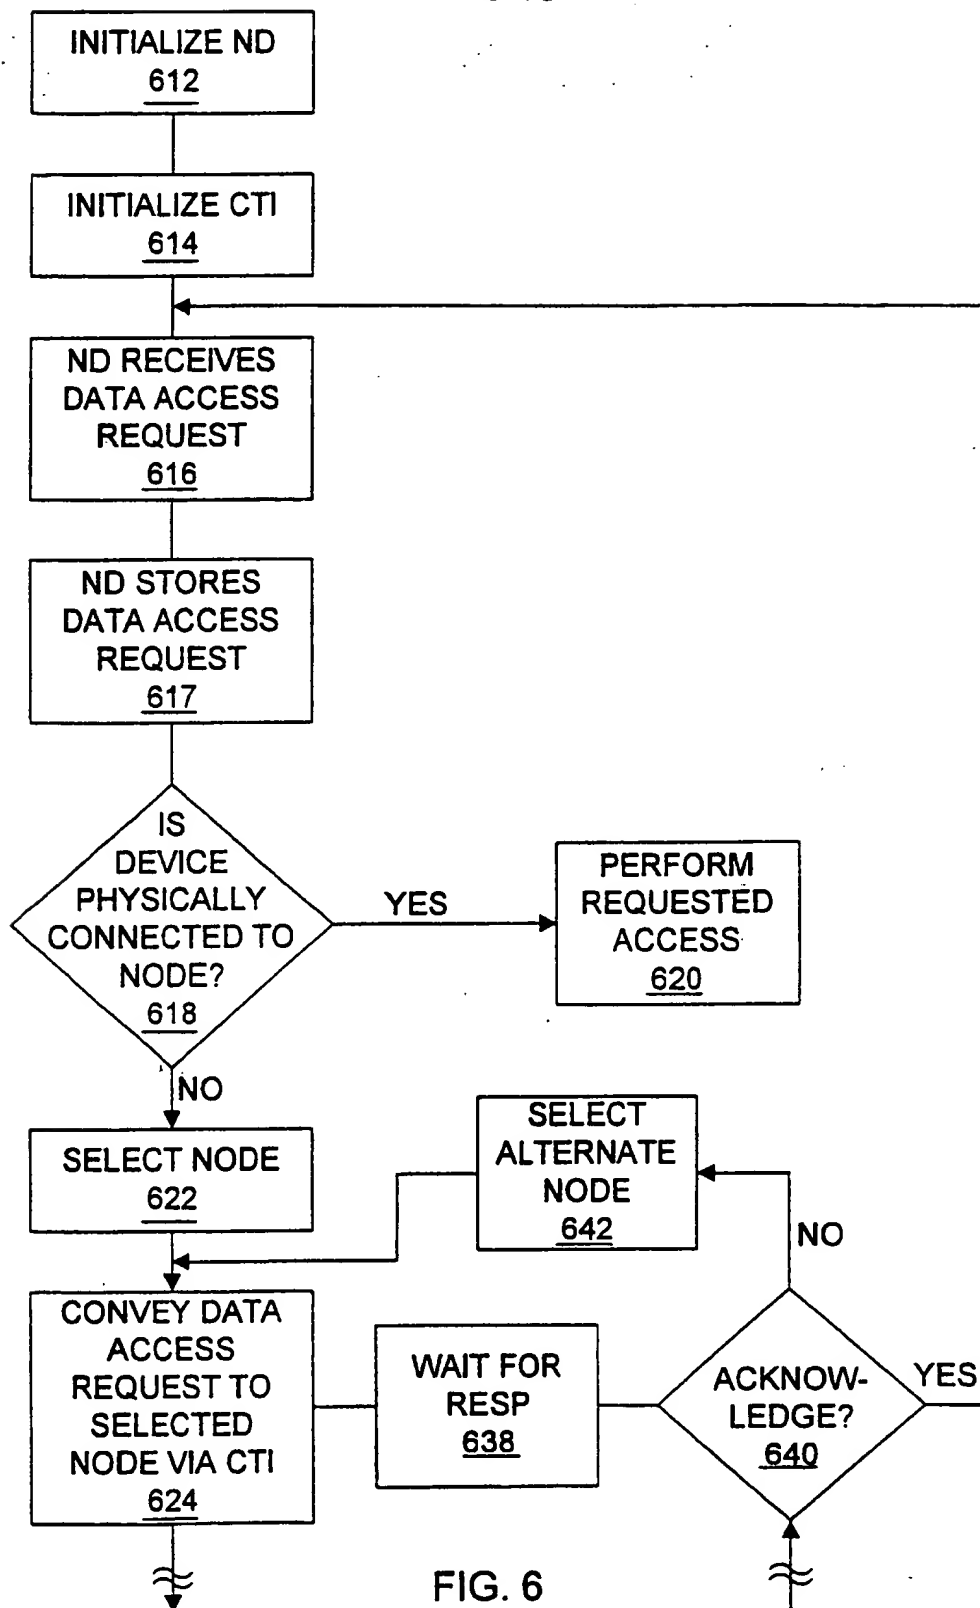 INITIALIZE ND
612
INITIALIZE CTI
614
ND RECEIVES
DATA ACCESS
REQUEST
616
ND STORES
DATA ACCESS
REQUEST
617
IS
DEVICE
PHYSICALLY
CONNECTED TO
NODE?
618
YES
PERFORM
REQUESTED
ACCESS
620
NO
SELECT NODE
622
SELECT
ALTERNATE
NODE
642
NO
CONVEY DATA
ACCESS
REQUEST TO
SELECTED
NODE VIA CTI
624
WAIT FOR
RESP
638
ACKNOW-
LEDGE?
640
YES
FIG. 6